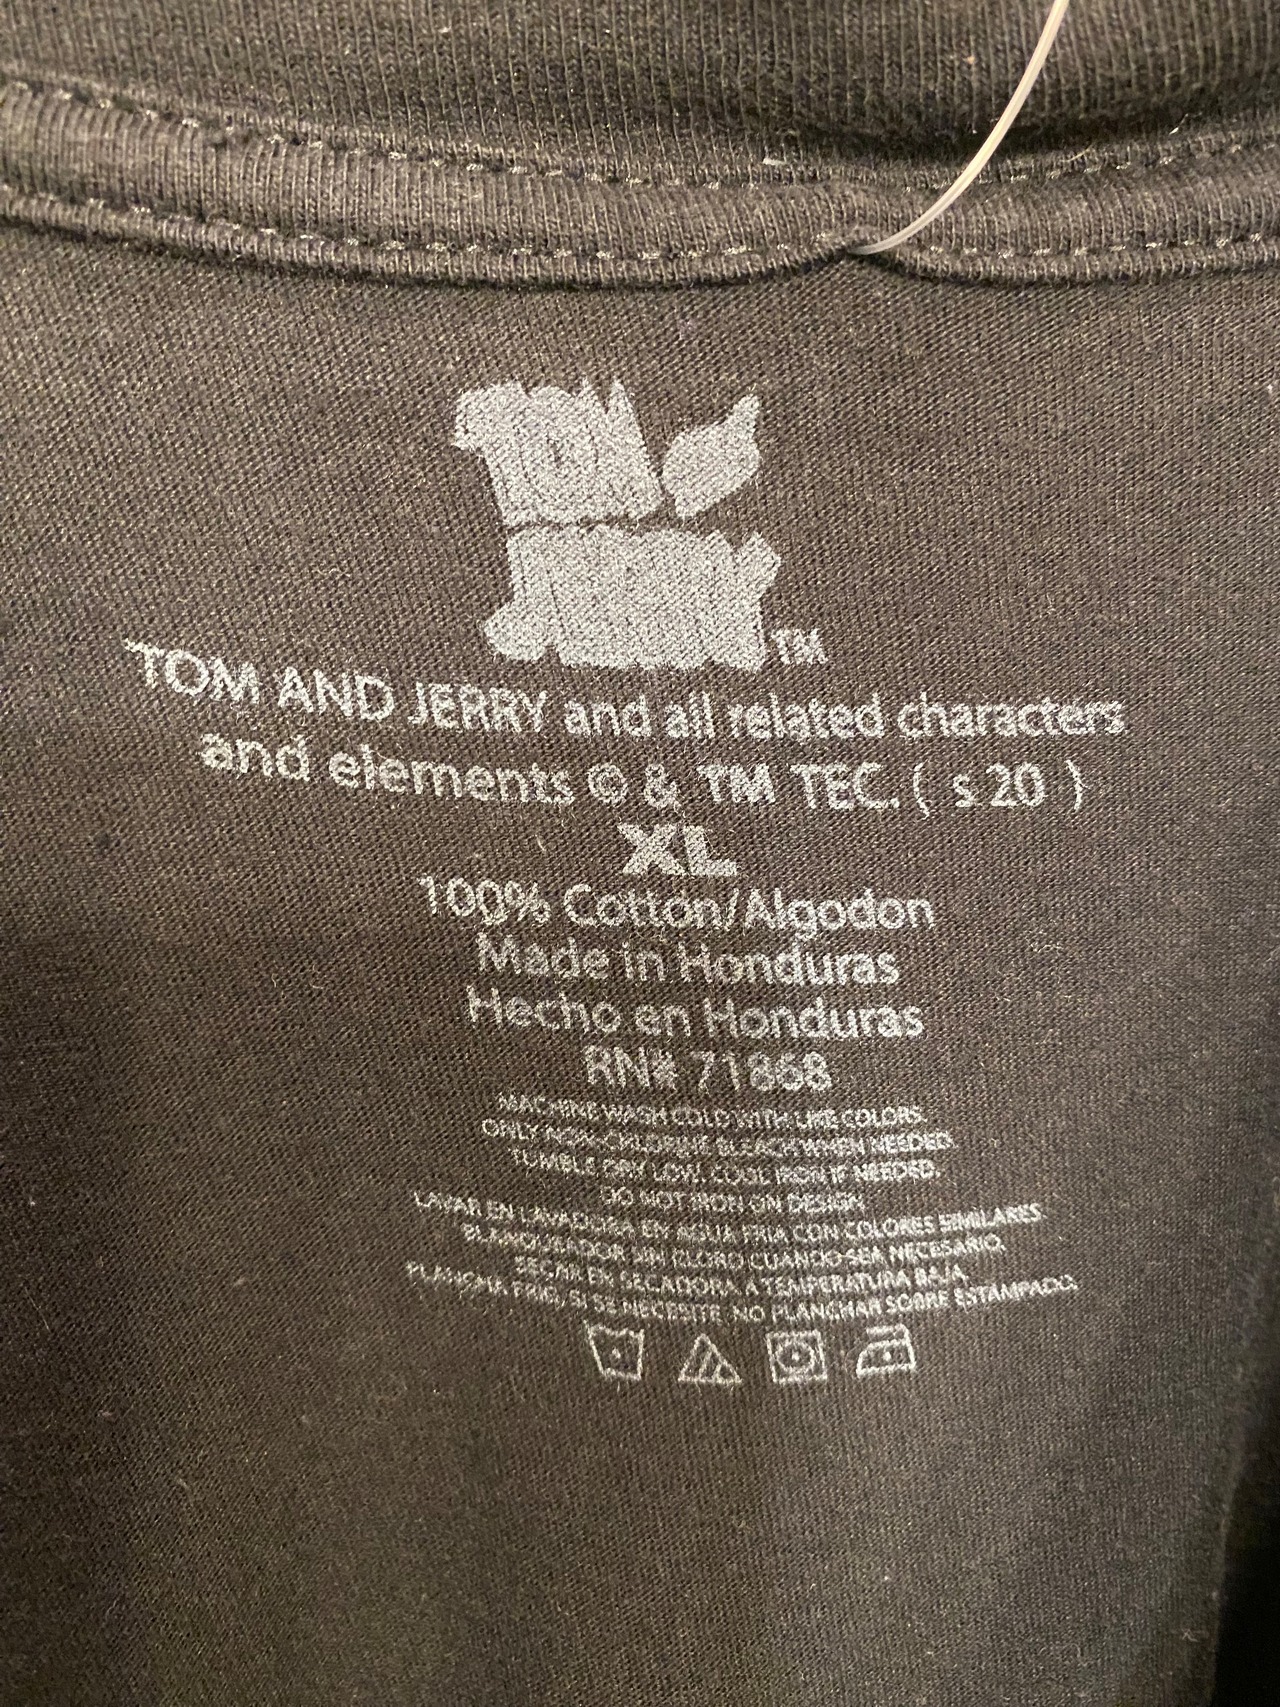 TOM
JERRY TM
TOM AND JERRY and all related characters
and elements © & TM TEC. ( s 20 )
XL
100% Cotton/Algodon
Made in Honduras
Hecho en Honduras
RN# 71868
MACHINE WASH COLD WITH LIKE COLORS.
ONLY NON-CHLORINE BLEACH WHEN NEEDED.
TUMBLE DRY LOW. COOL IRON IF NEEDED.
DO NOT IRON ON DESIGN.
LAVAR EN LAVADORA EN AGUA FRIA CON COLORES SIMILARES
BLANQUEADOR SIN CLORO CUANDO SEA NECESARIO.
SECAR EN SECADORA A TEMPERATURA BAJA.
PLANCHA FRIO, SI SE NECESITE NO PLANCHAR SOBRE ESTAMPADO.